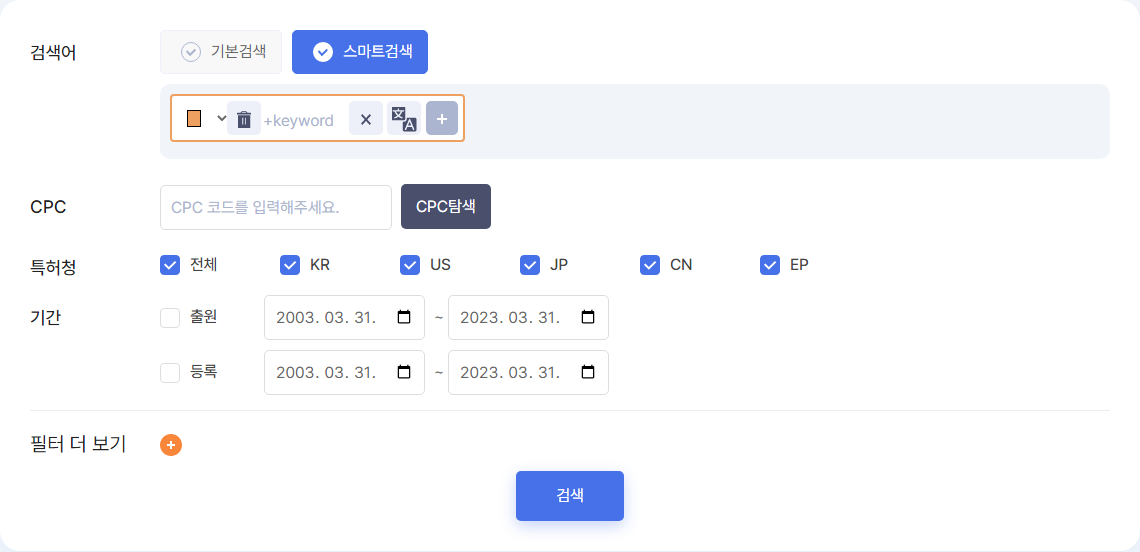 검색어 기본검색 스마트검색
+keyword 文A
CPC CPC 코드를 입력해주세요. CPC탐색
특허청 전체 KR US JP CN EP
기간 출원 2003. 03. 31. ~ 2023. 03. 31.
등록 2003. 03. 31. ~ 2023. 03. 31.
필터 더 보기
검색